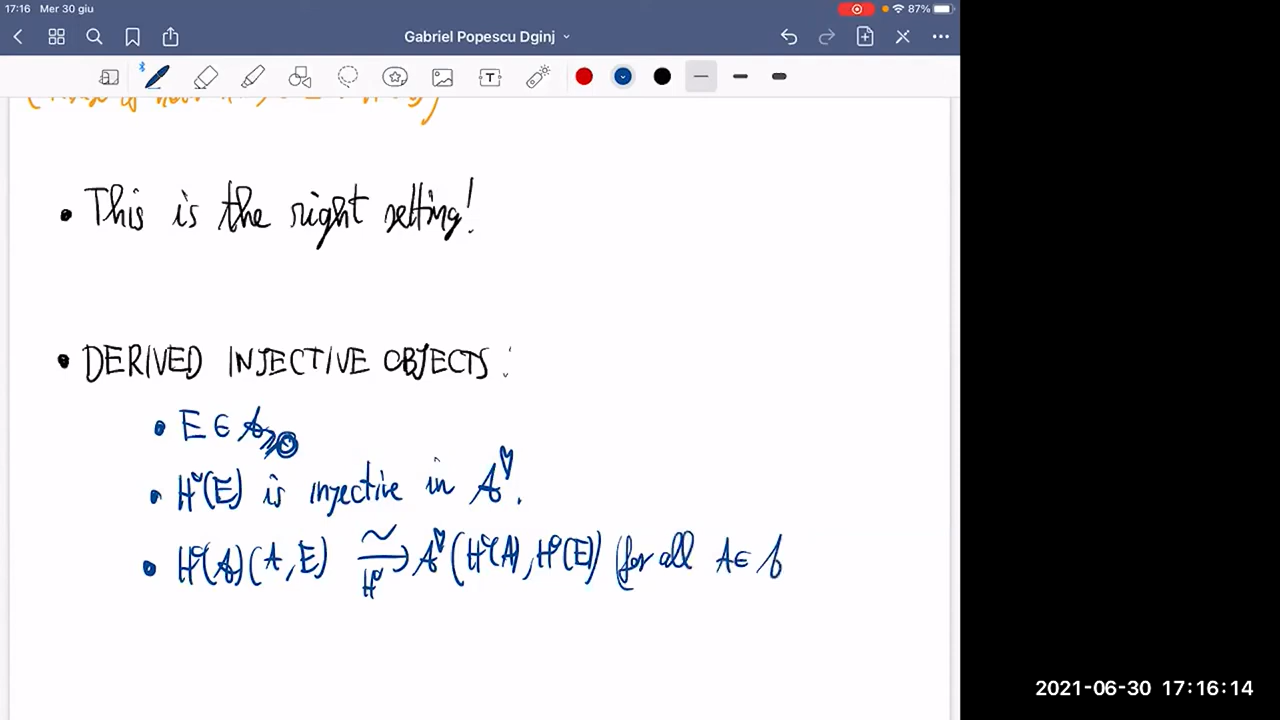 17:16 Mer 30 giu
87%
Gabriel Popescu Dginj
T
• This is the right setting!
• DERIVED INJECTIVE OBJECTS:
• E ∈ A≥0
• H⁰(E) is injective in A♡.
• H⁰(A)(A, E) ⥲ H⁰ A♡(H⁰(A), H⁰(E)) (for all A ∈ A
2021-06-30 17:16:14